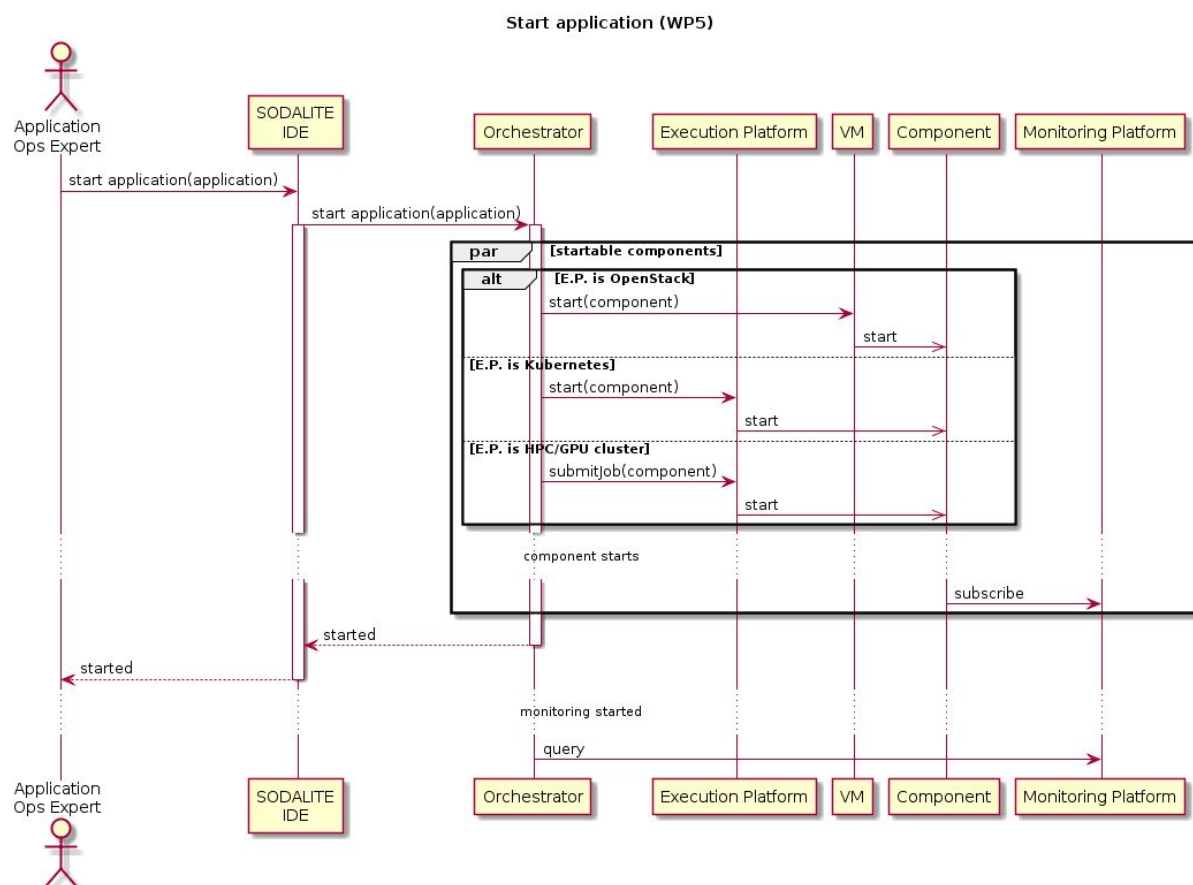 Start application (WP5)
Application
Ops Expert
SODALITE
IDE
Orchestrator
Execution Platform
VM
Component
Monitoring Platform
start application(application)
start application(application)
par [startable components]
alt [E.P. is OpenStack]
start(component)
start
[E.P. is Kubernetes]
start(component)
start
[E.P. is HPC/GPU cluster]
submitJob(component)
start
component starts
subscribe
started
started
monitoring started
query
Application
Ops Expert
SODALITE
IDE
Orchestrator
Execution Platform
VM
Component
Monitoring Platform